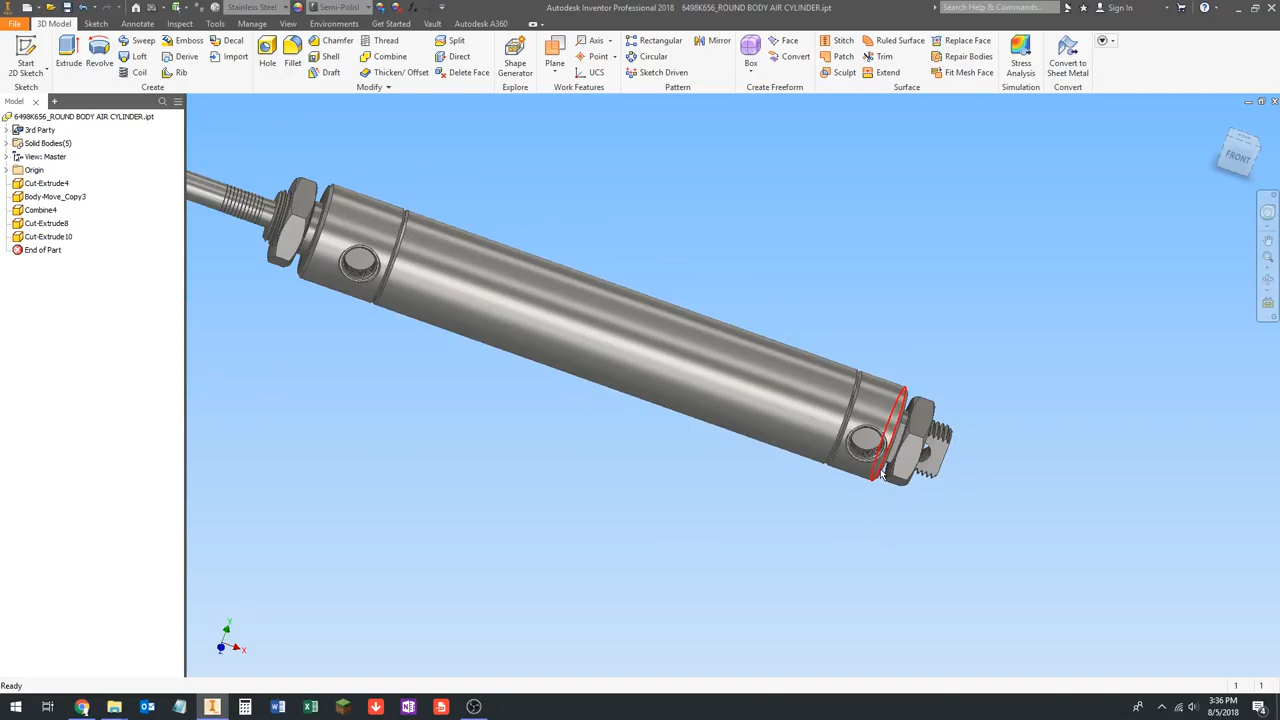 Stainless Steel
Semi-Polisl
Autodesk Inventor Professional 2018 6498K656_ROUND BODY AIR CYLINDER.ipt
Search Help & Commands...
Sign In
File
3D Model
Sketch
Annotate
Inspect
Tools
Manage
View
Environments
Get Started
Vault
Autodesk A360
Start
2D Sketch
Sketch
Extrude
Revolve
Sweep
Loft
Coil
Emboss
Derive
Rib
Decal
Import
Create
Hole
Fillet
Chamfer
Shell
Draft
Thread
Combine
Thicken/ Offset
Split
Direct
Delete Face
Modify
Shape
Generator
Explore
Plane
Axis
Point
UCS
Work Features
Rectangular
Circular
Sketch Driven
Mirror
Pattern
Box
Face
Convert
Create Freeform
Stitch
Patch
Sculpt
Ruled Surface
Trim
Extend
Replace Face
Repair Bodies
Fit Mesh Face
Surface
Stress
Analysis
Simulation
Convert to
Sheet Metal
Convert
Model
6498K656_ROUND BODY AIR CYLINDER.ipt
3rd Party
Solid Bodies(5)
View: Master
Origin
Cut-Extrude4
Body-Move_Copy3
Combine4
Cut-Extrude8
Cut-Extrude10
End of Part
FRONT
Y
X
Z
Ready
1
1
3:36 PM
8/5/2018
4